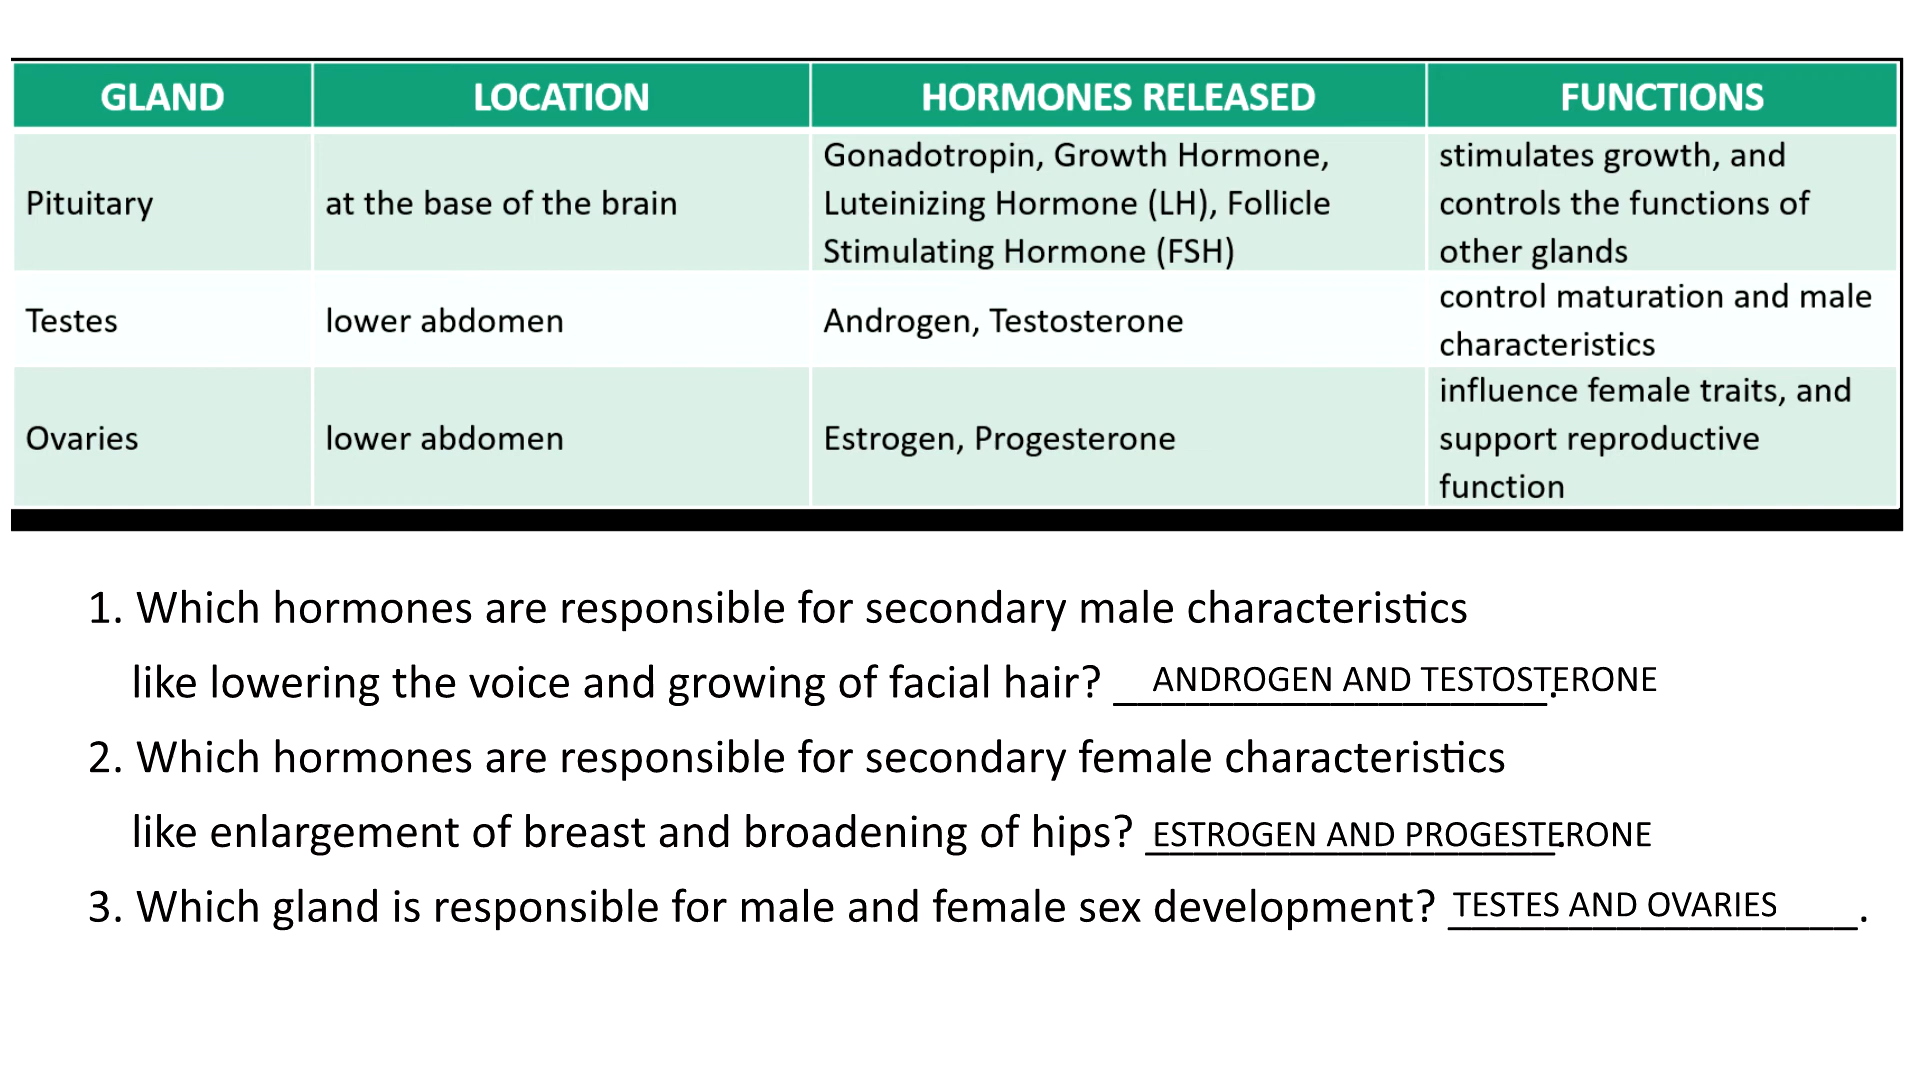 GLAND LOCATION HORMONES RELEASED FUNCTIONS
Pituitary
at the base of the brain
Gonadotropin, Growth Hormone,
Luteinizing Hormone (LH), Follicle
Stimulating Hormone (FSH)
stimulates growth, and
controls the functions of
other glands
Testes
lower abdomen
Androgen, Testosterone
control maturation and male
characteristics
Ovaries
lower abdomen
Estrogen, Progesterone
influence female traits, and
support reproductive
function
1. Which hormones are responsible for secondary male characteristics
like lowering the voice and growing of facial hair? ANDROGEN AND TESTOSTERONE.
2. Which hormones are responsible for secondary female characteristics
like enlargement of breast and broadening of hips? ESTROGEN AND PROGESTERONE.
3. Which gland is responsible for male and female sex development? TESTES AND OVARIES.